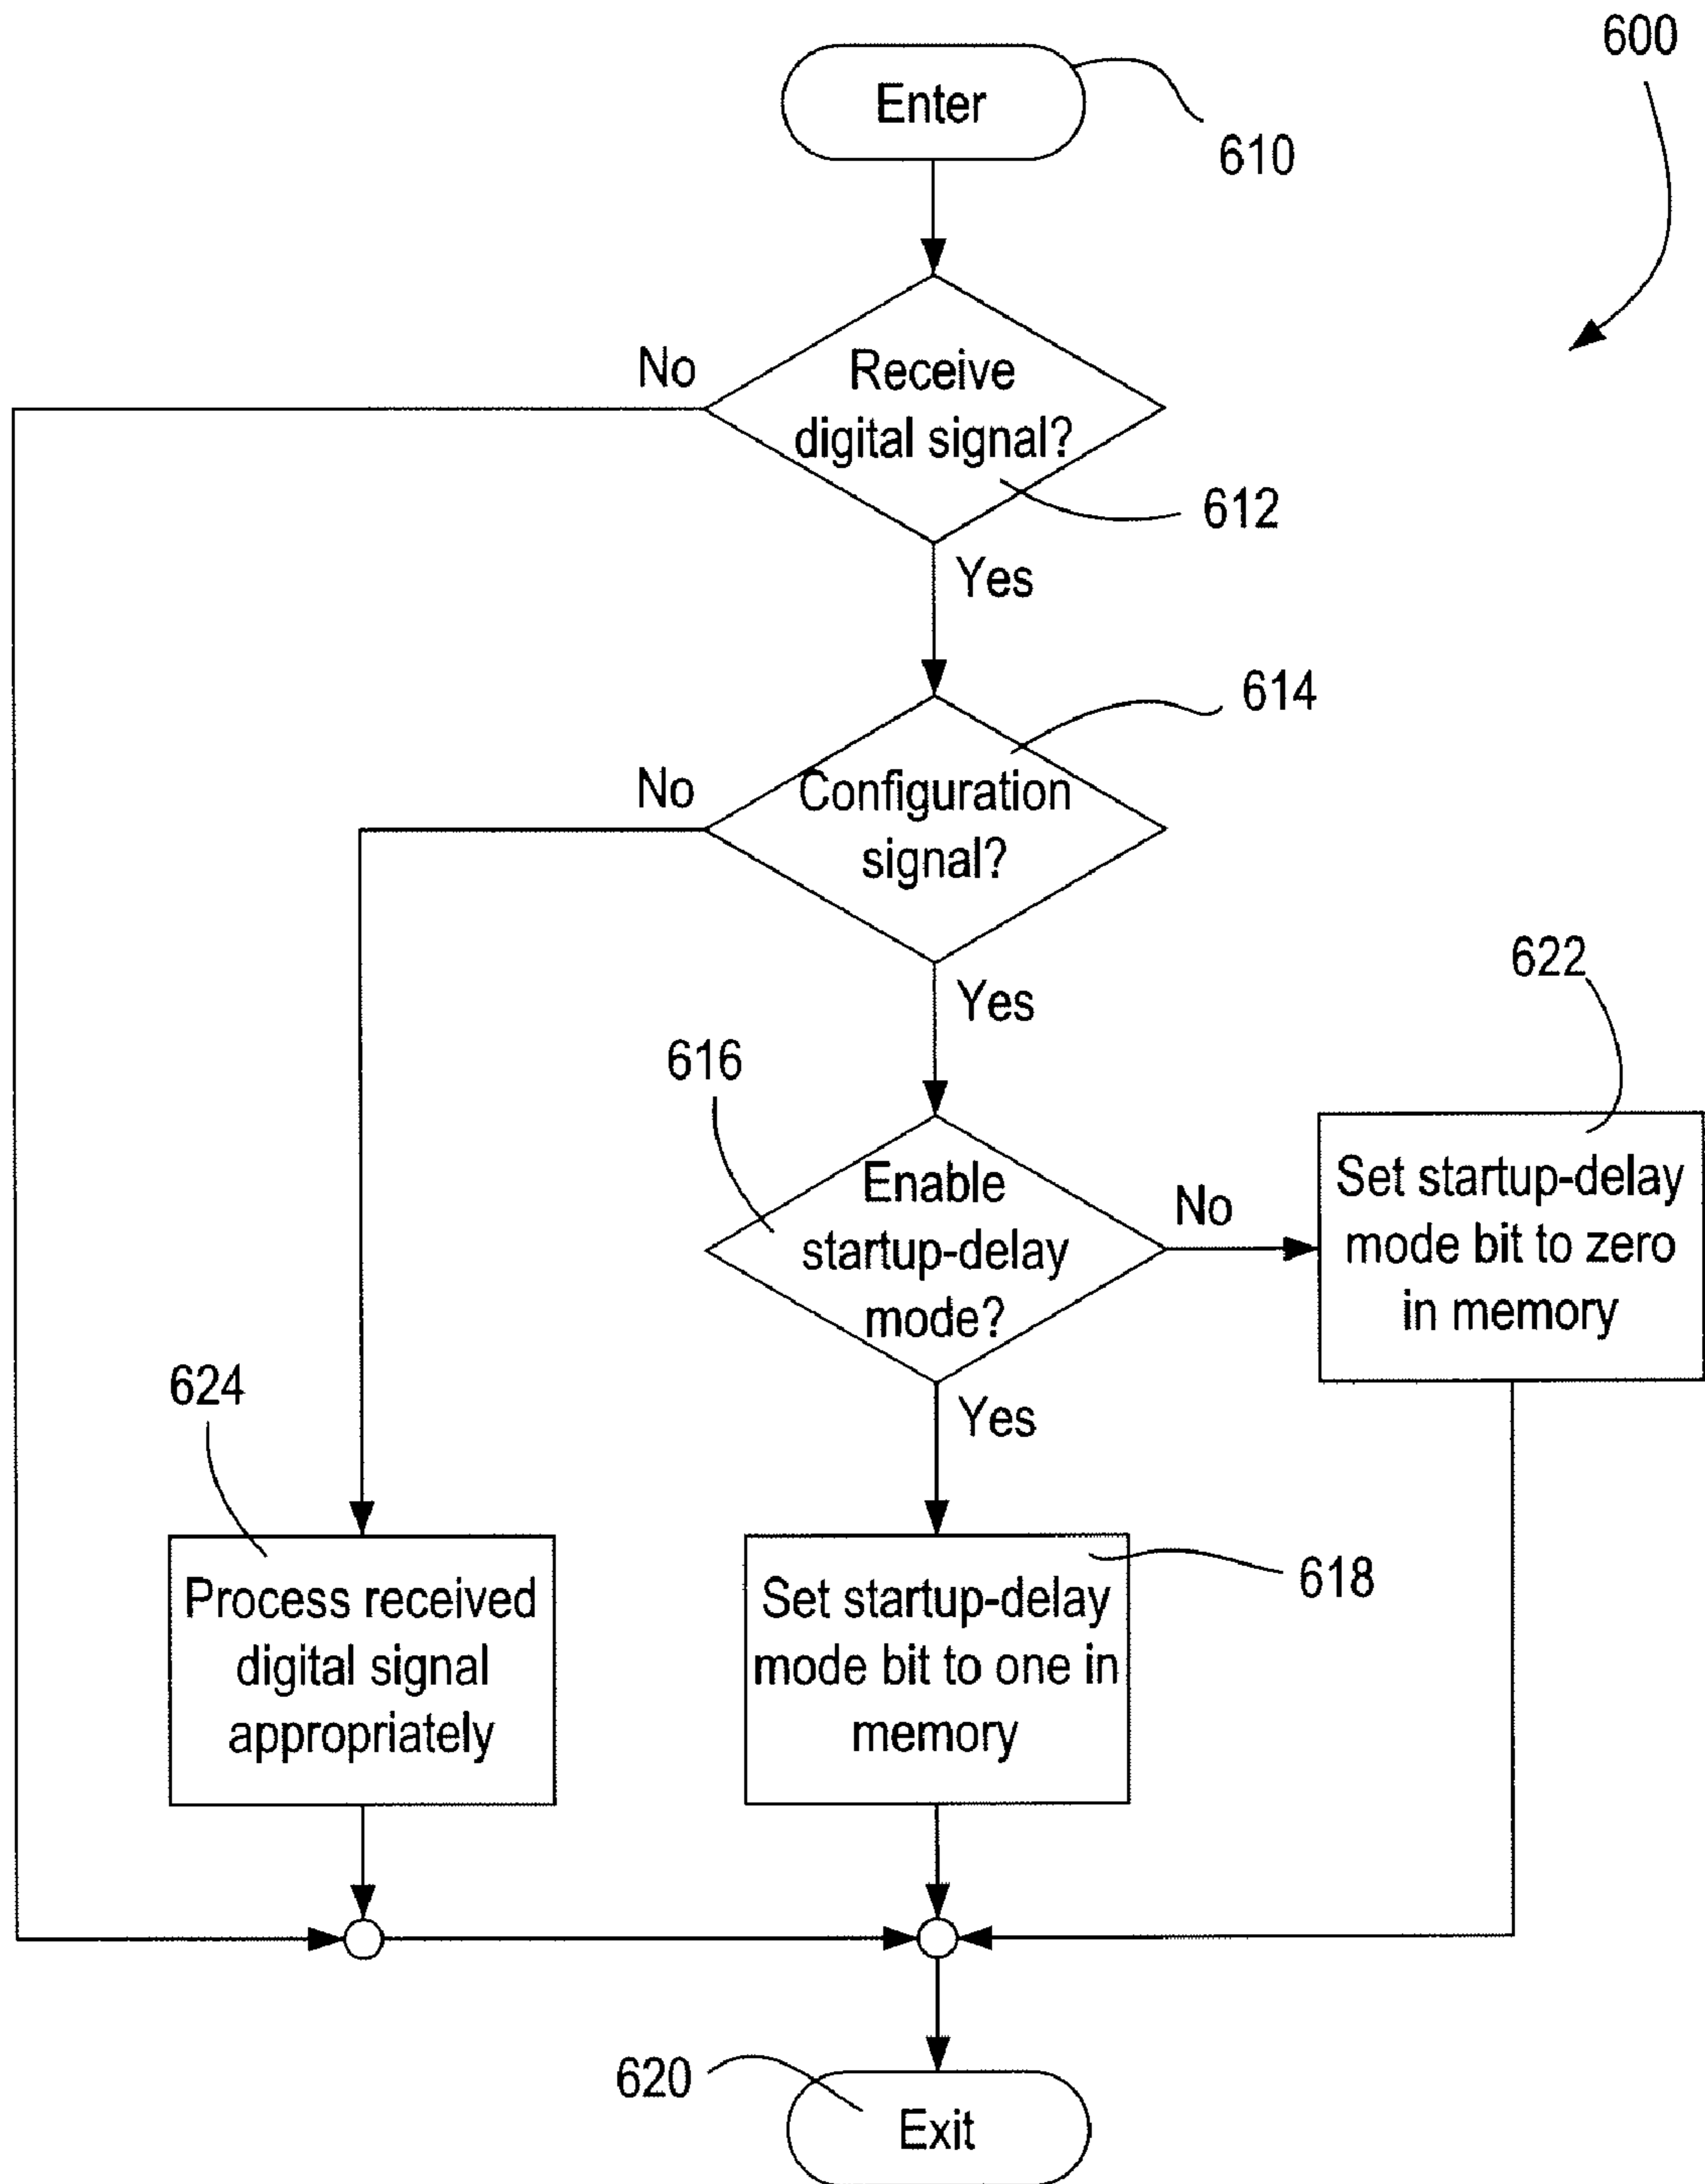 600
Enter
610
No
Receive
digital signal?
612
Yes
614
No
Configuration
signal?
Yes
622
616
Enable
startup-delay
mode?
No
Set startup-delay
mode bit to zero
in memory
Yes
624
Process received
digital signal
appropriately
Set startup-delay
mode bit to one in
memory
618
620
Exit